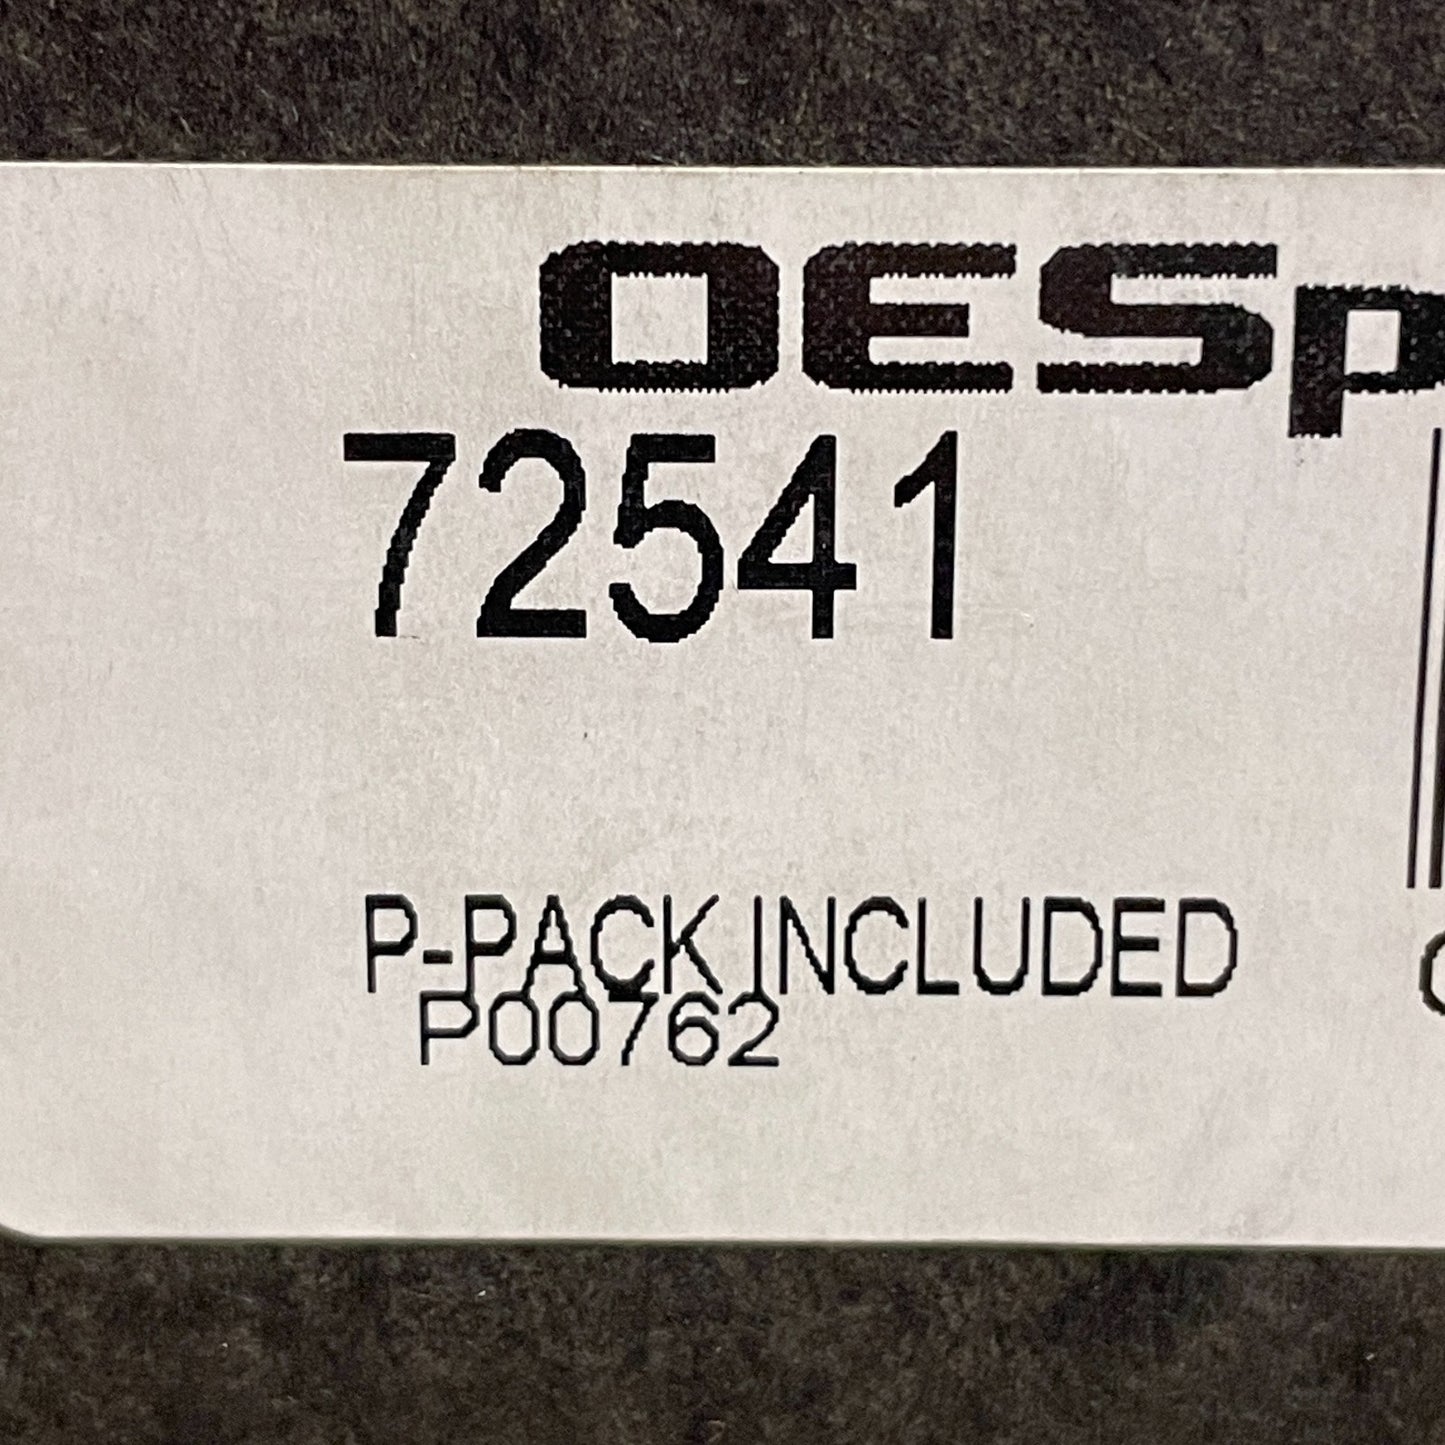 OESp
72541
P-PACK INCLUDED
P00762